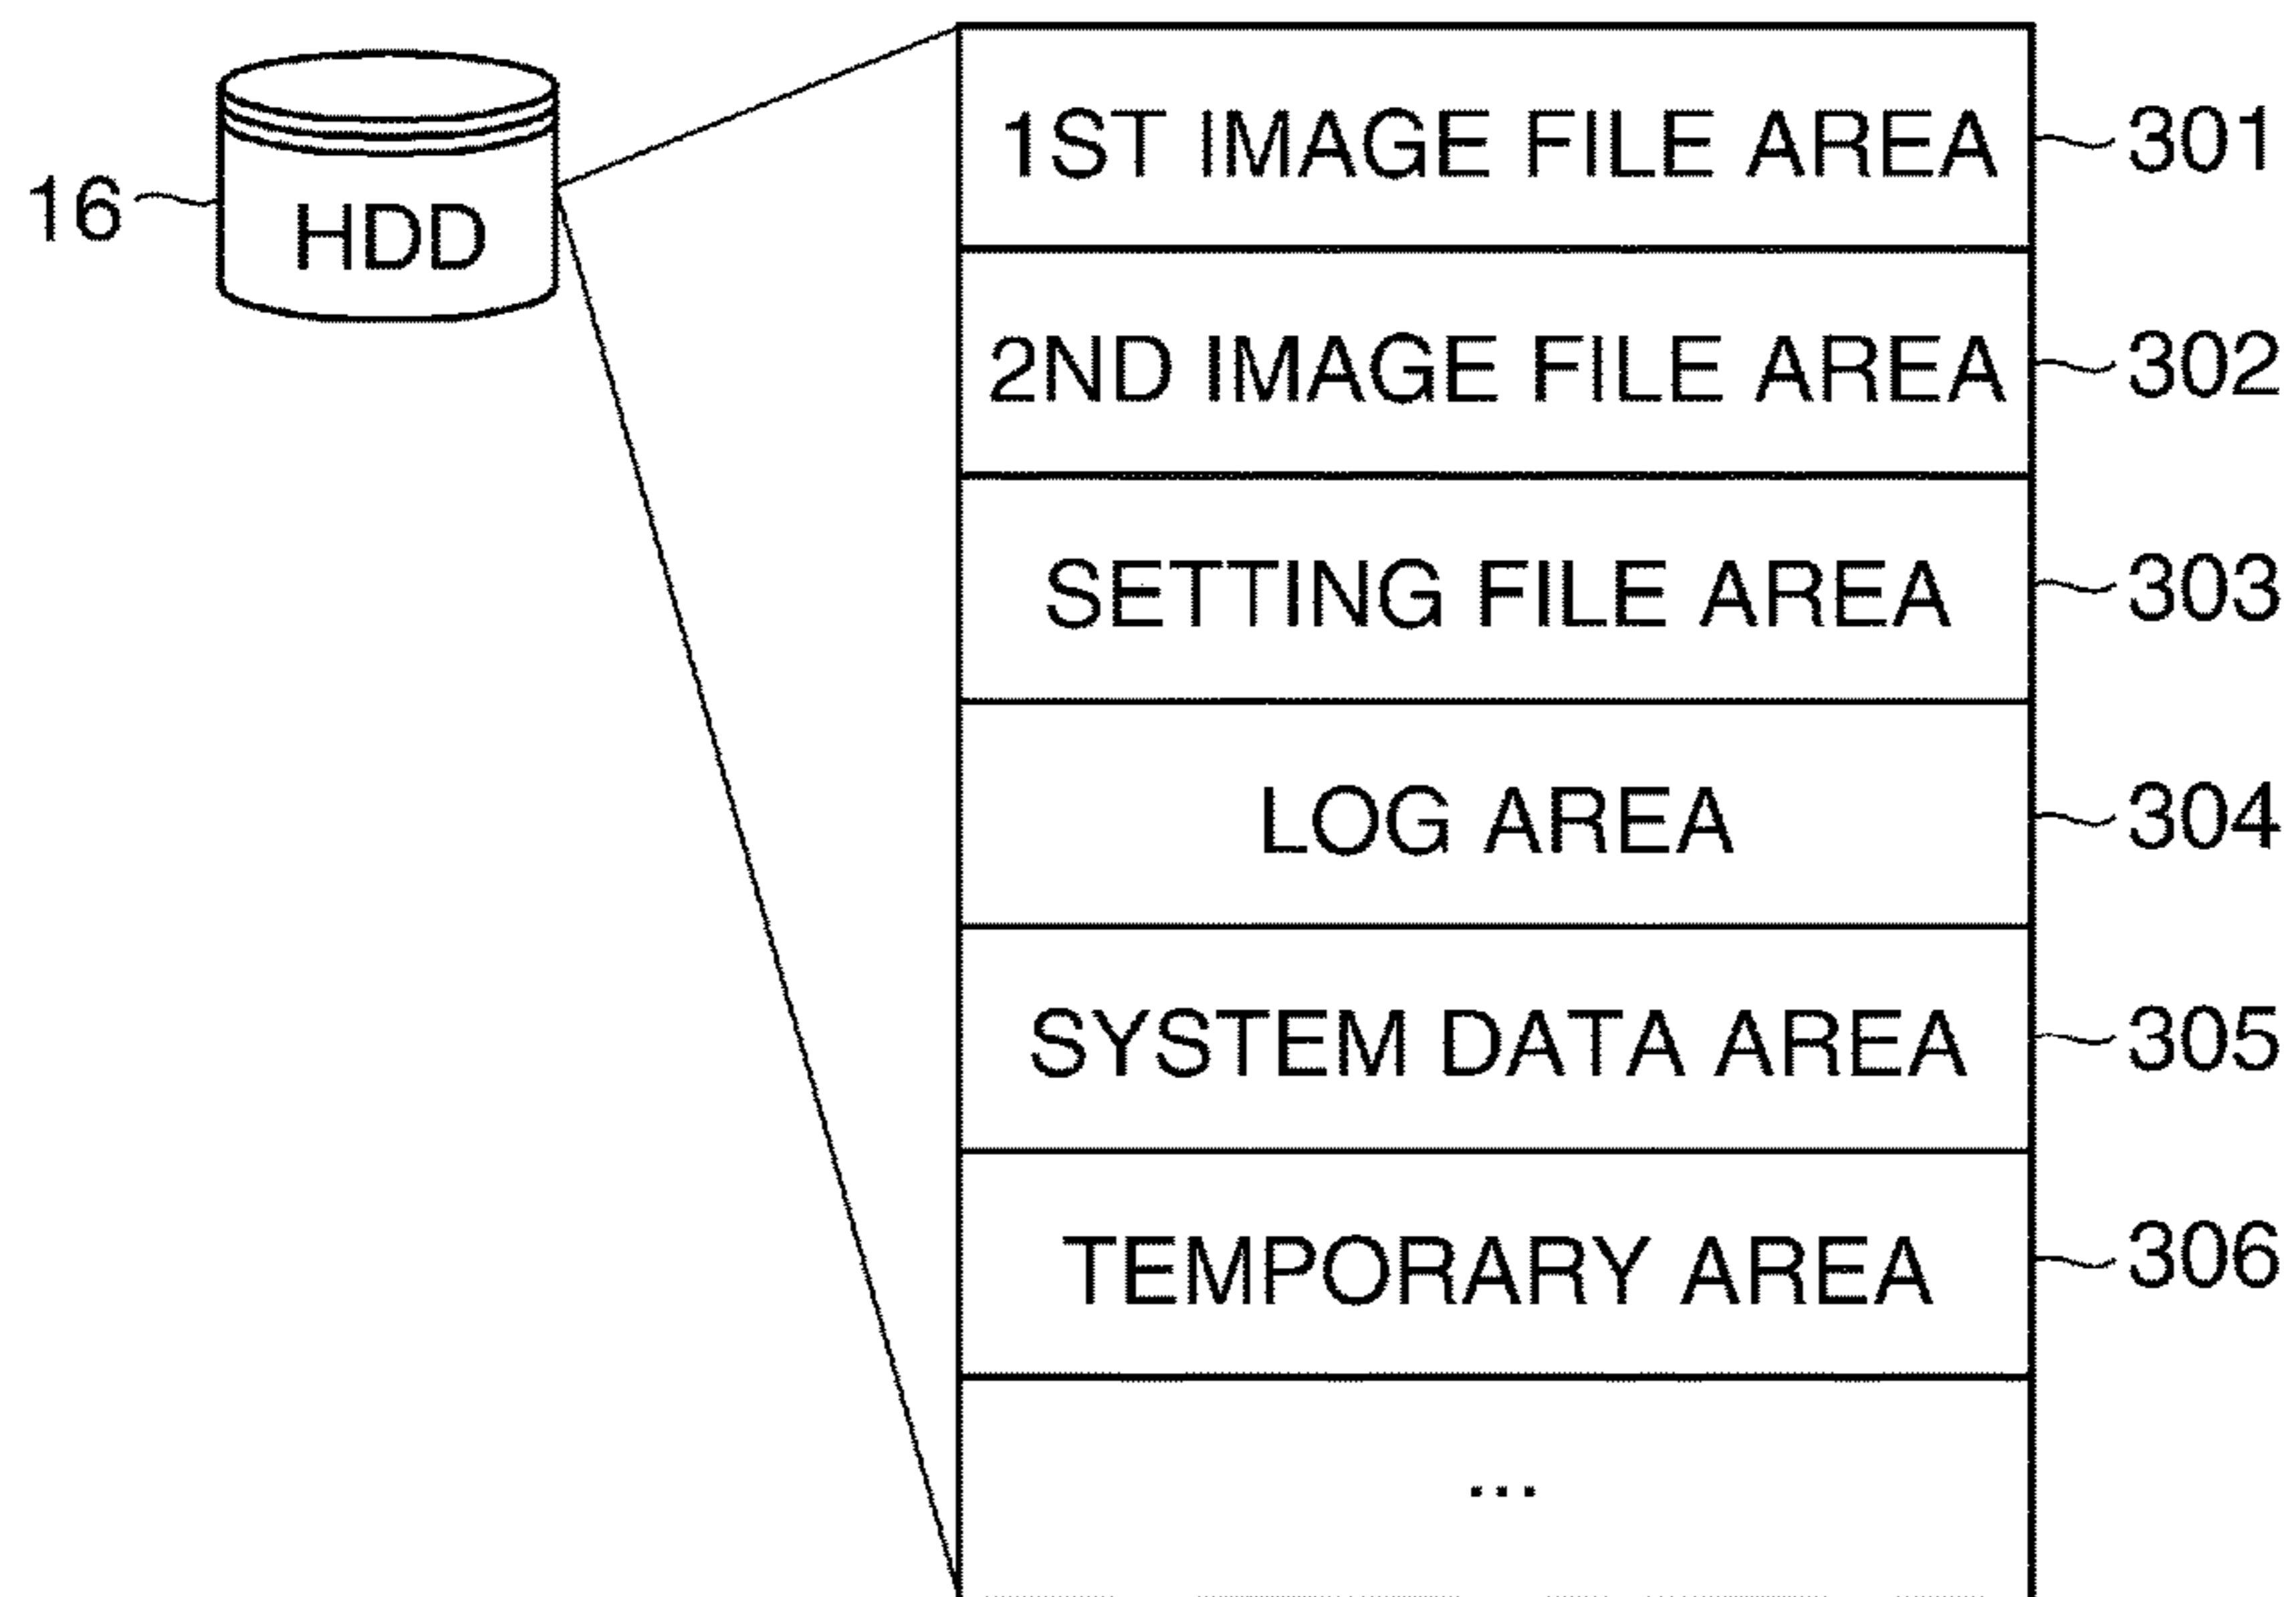 16
HDD
1ST IMAGE FILE AREA 301
2ND IMAGE FILE AREA 302
SETTING FILE AREA 303
LOG AREA 304
SYSTEM DATA AREA 305
TEMPORARY AREA 306
...